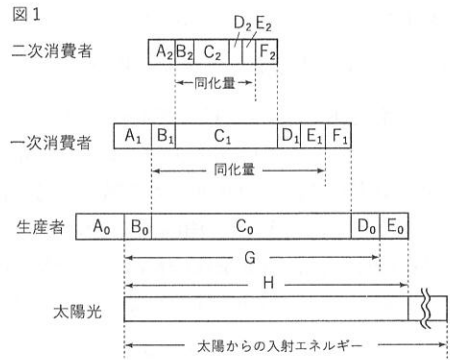 図1
D₂ E₂
二次消費者 A₂ B₂ C₂ F₂
同化量
一次消費者 A₁ B₁ C₁ D₁ E₁ F₁
同化量
生産者 A₀ B₀ C₀ D₀ E₀
G
H
太陽光
太陽からの入射エネルギー